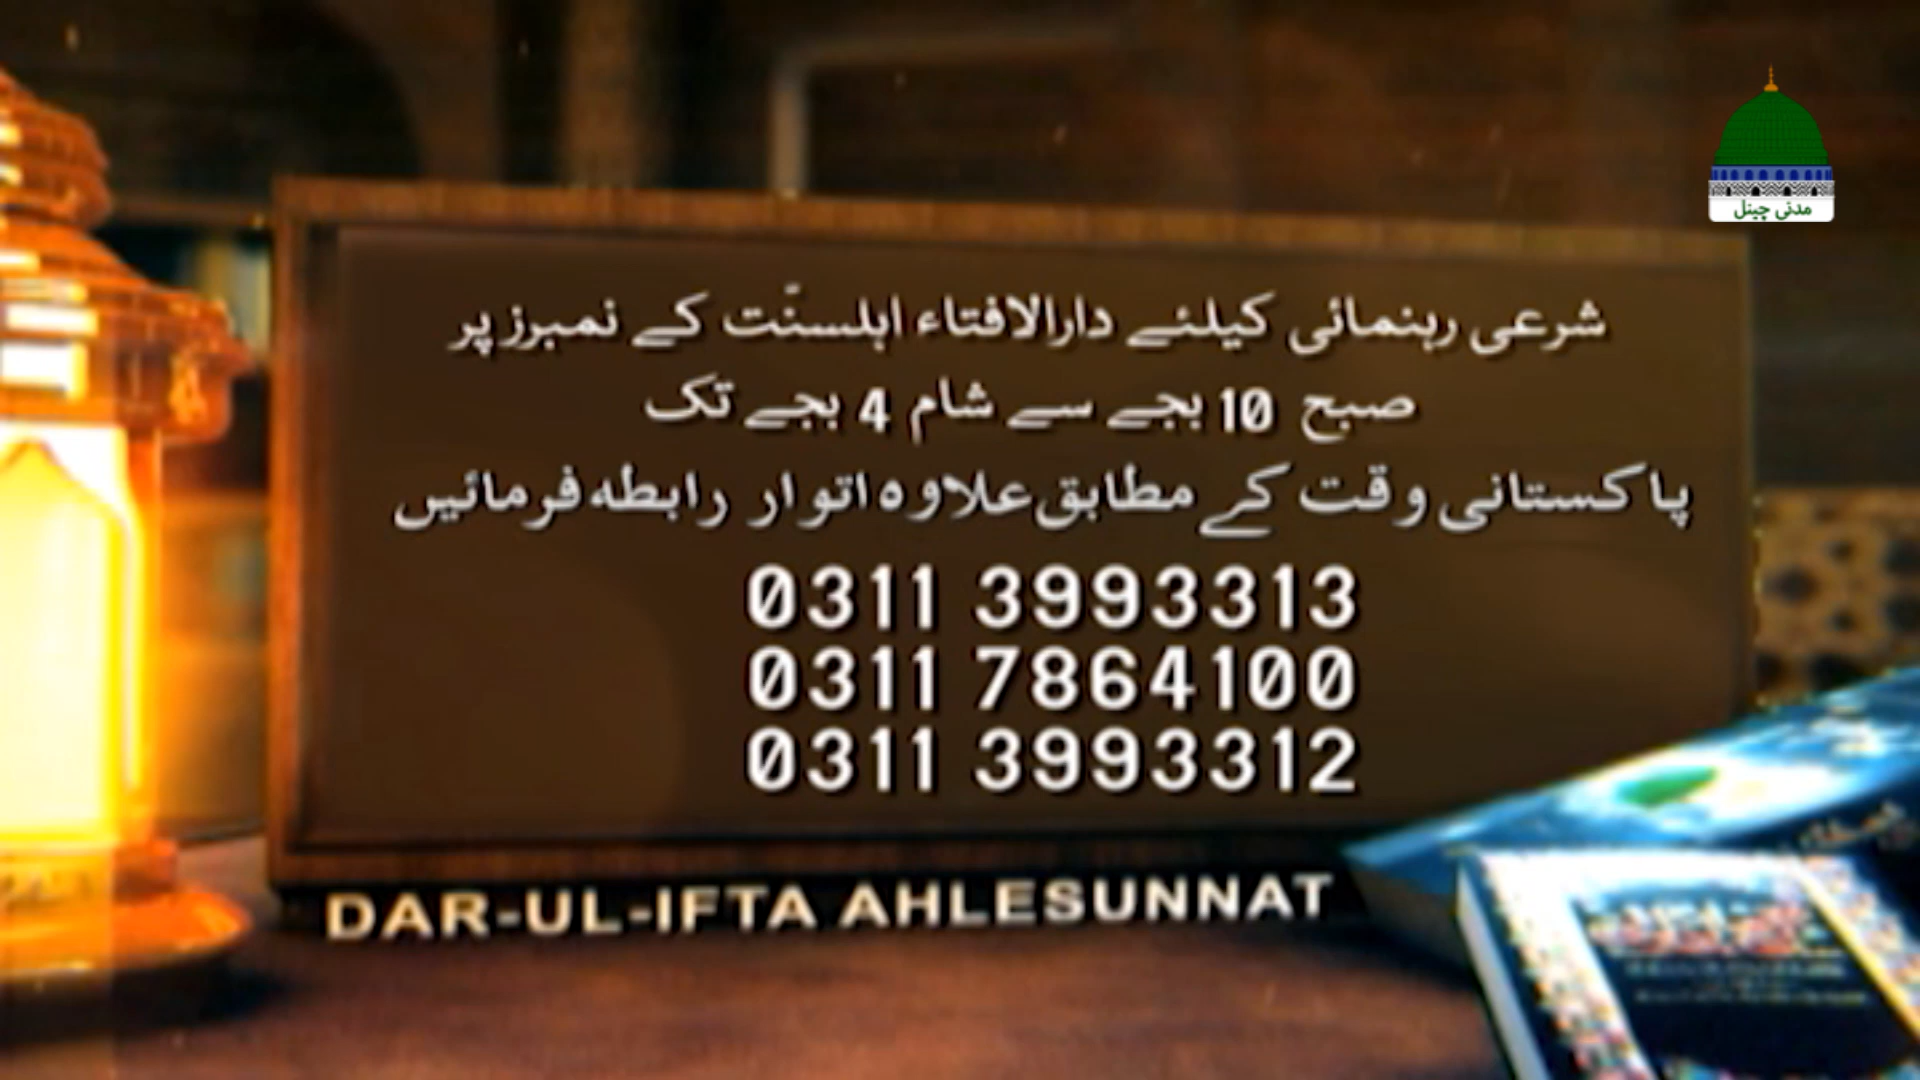 مدنی چینل
شرعی رہنمائی کیلئے دارالافتاء اہلسنّت کے نمبرز پر
صبح 10 بجے سے شام 4 بجے تک
پاکستانی وقت کے مطابق علاوہ اتوار رابطہ فرمائیں
0311 3993313
0311 7864100
0311 3993312
DAR-UL-IFTA AHLESUNNAT